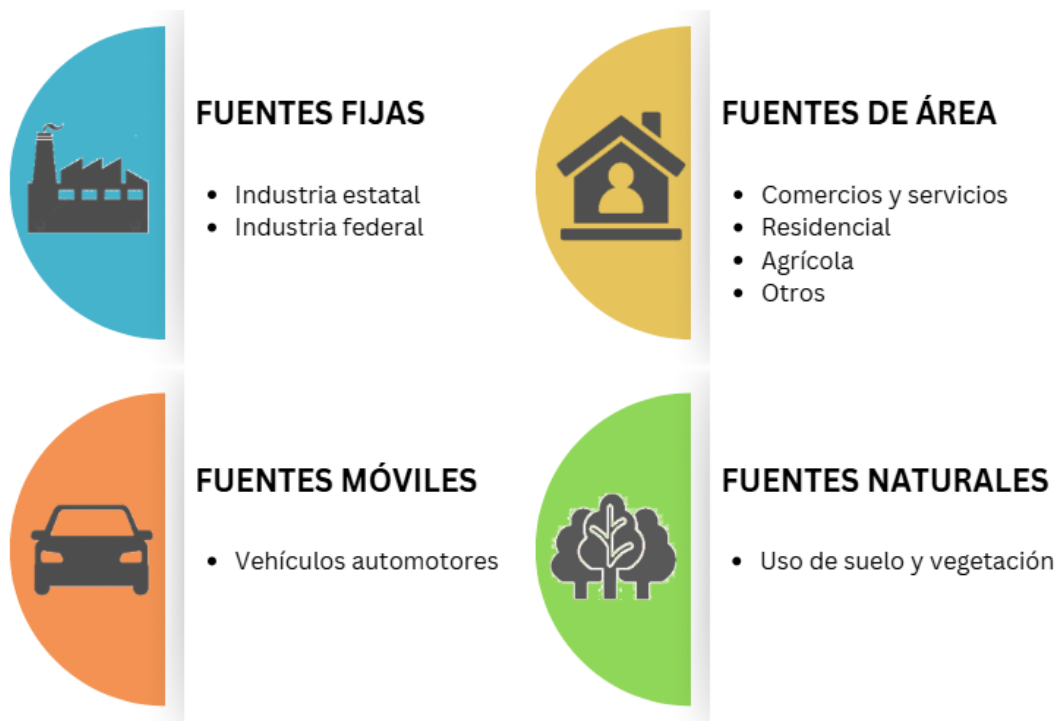 FUENTES FIJAS
• Industria estatal
• Industria federal
FUENTES DE ÁREA
• Comercios y servicios
• Residencial
• Agrícola
• Otros
FUENTES MÓVILES
• Vehículos automotores
FUENTES NATURALES
• Uso de suelo y vegetación